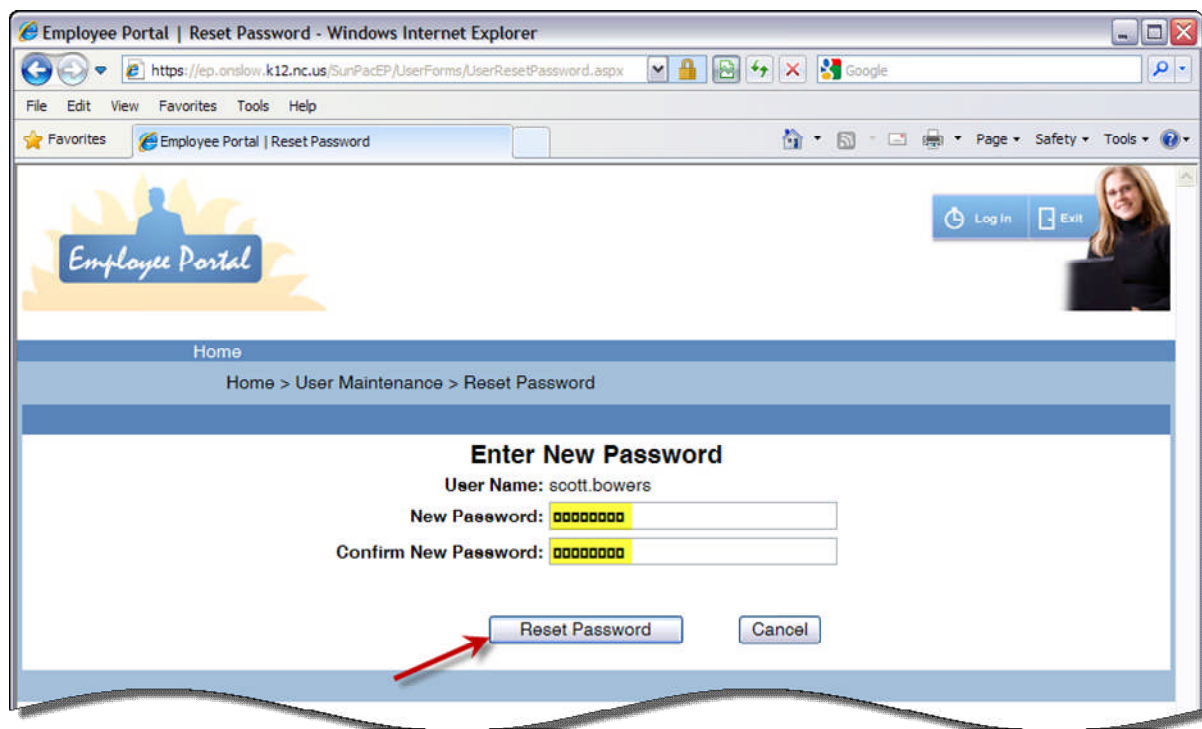 Employee Portal | Reset Password - Windows Internet Explorer
https://ep.onslow.k12.nc.us/SunPacEP/UserForms/UserResetPassword.aspx
Google
File Edit View Favorites Tools Help
Favorites
Employee Portal | Reset Password
Page
Safety
Tools
Log In
Exit
Employee Portal
Home
Home > User Maintenance > Reset Password
Enter New Password
User Name: scott.bowers
New Password:
Confirm New Password:
Reset Password
Cancel